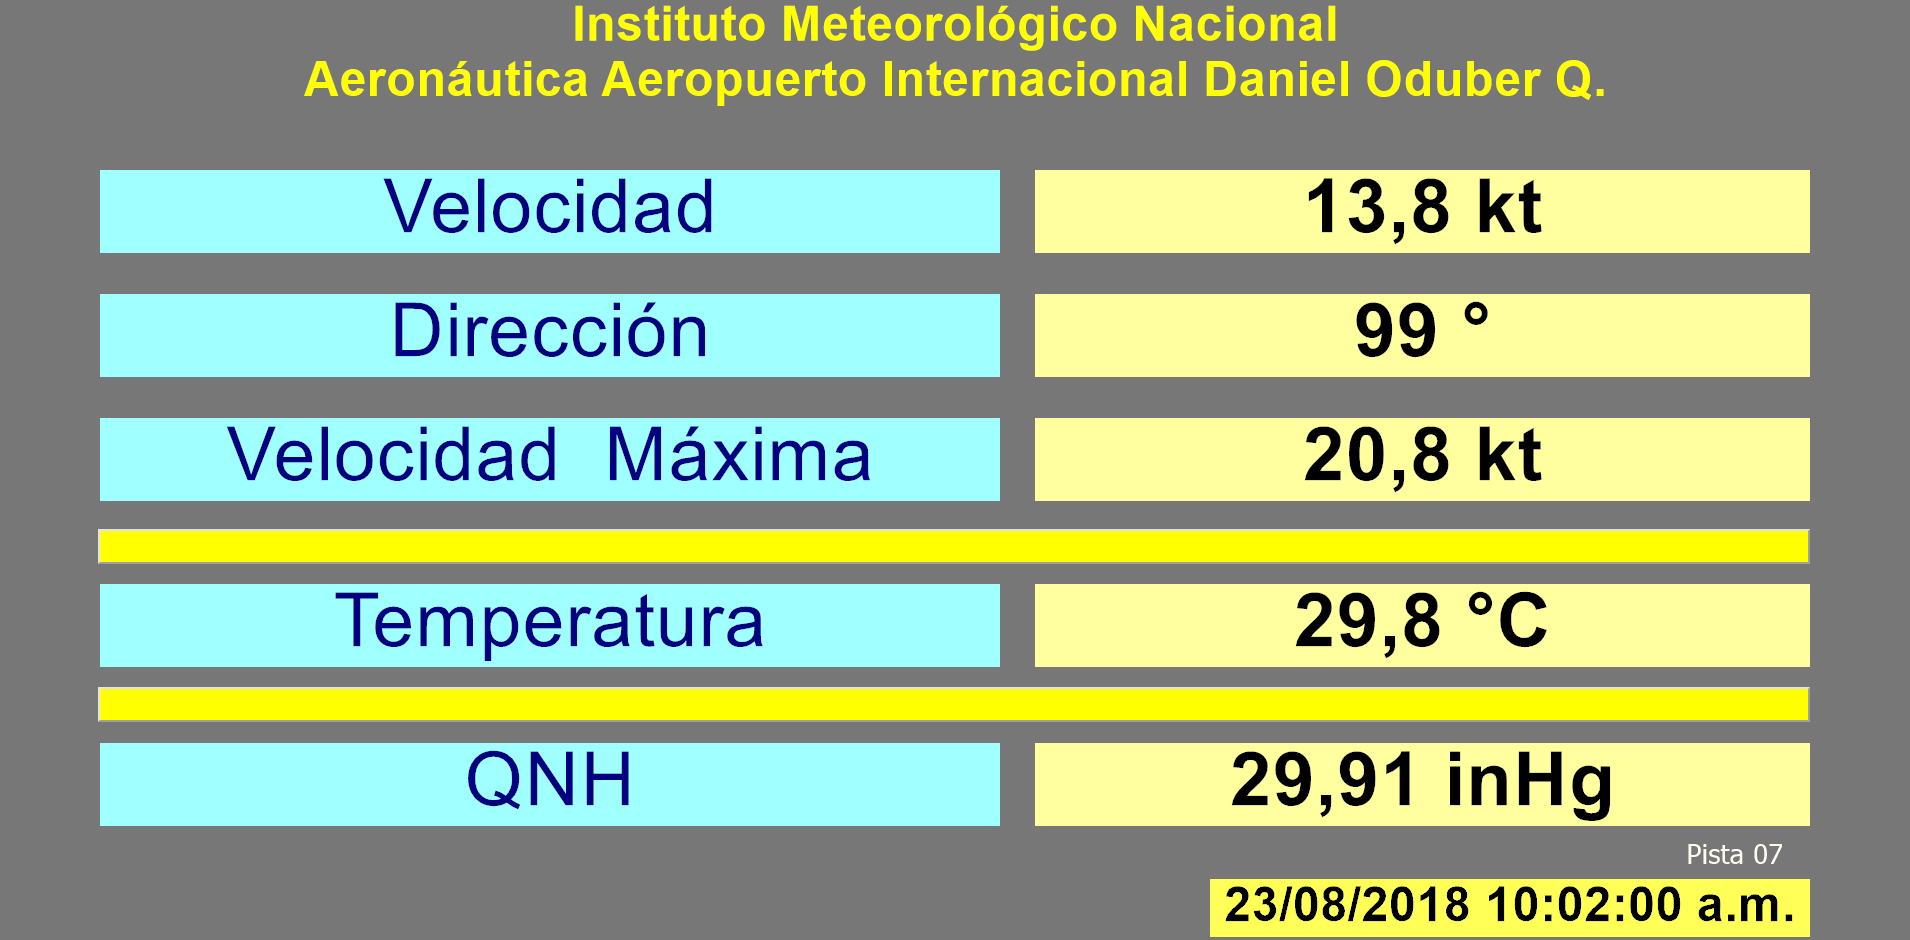 Instituto Meteorológico Nacional
Aeronáutica Aeropuerto Internacional Daniel Oduber Q.
Velocidad 13,8 kt
Dirección 99 °
Velocidad Máxima 20,8 kt
Temperatura 29,8 °C
QNH 29,91 inHg
Pista 07
23/08/2018 10:02:00 a.m.